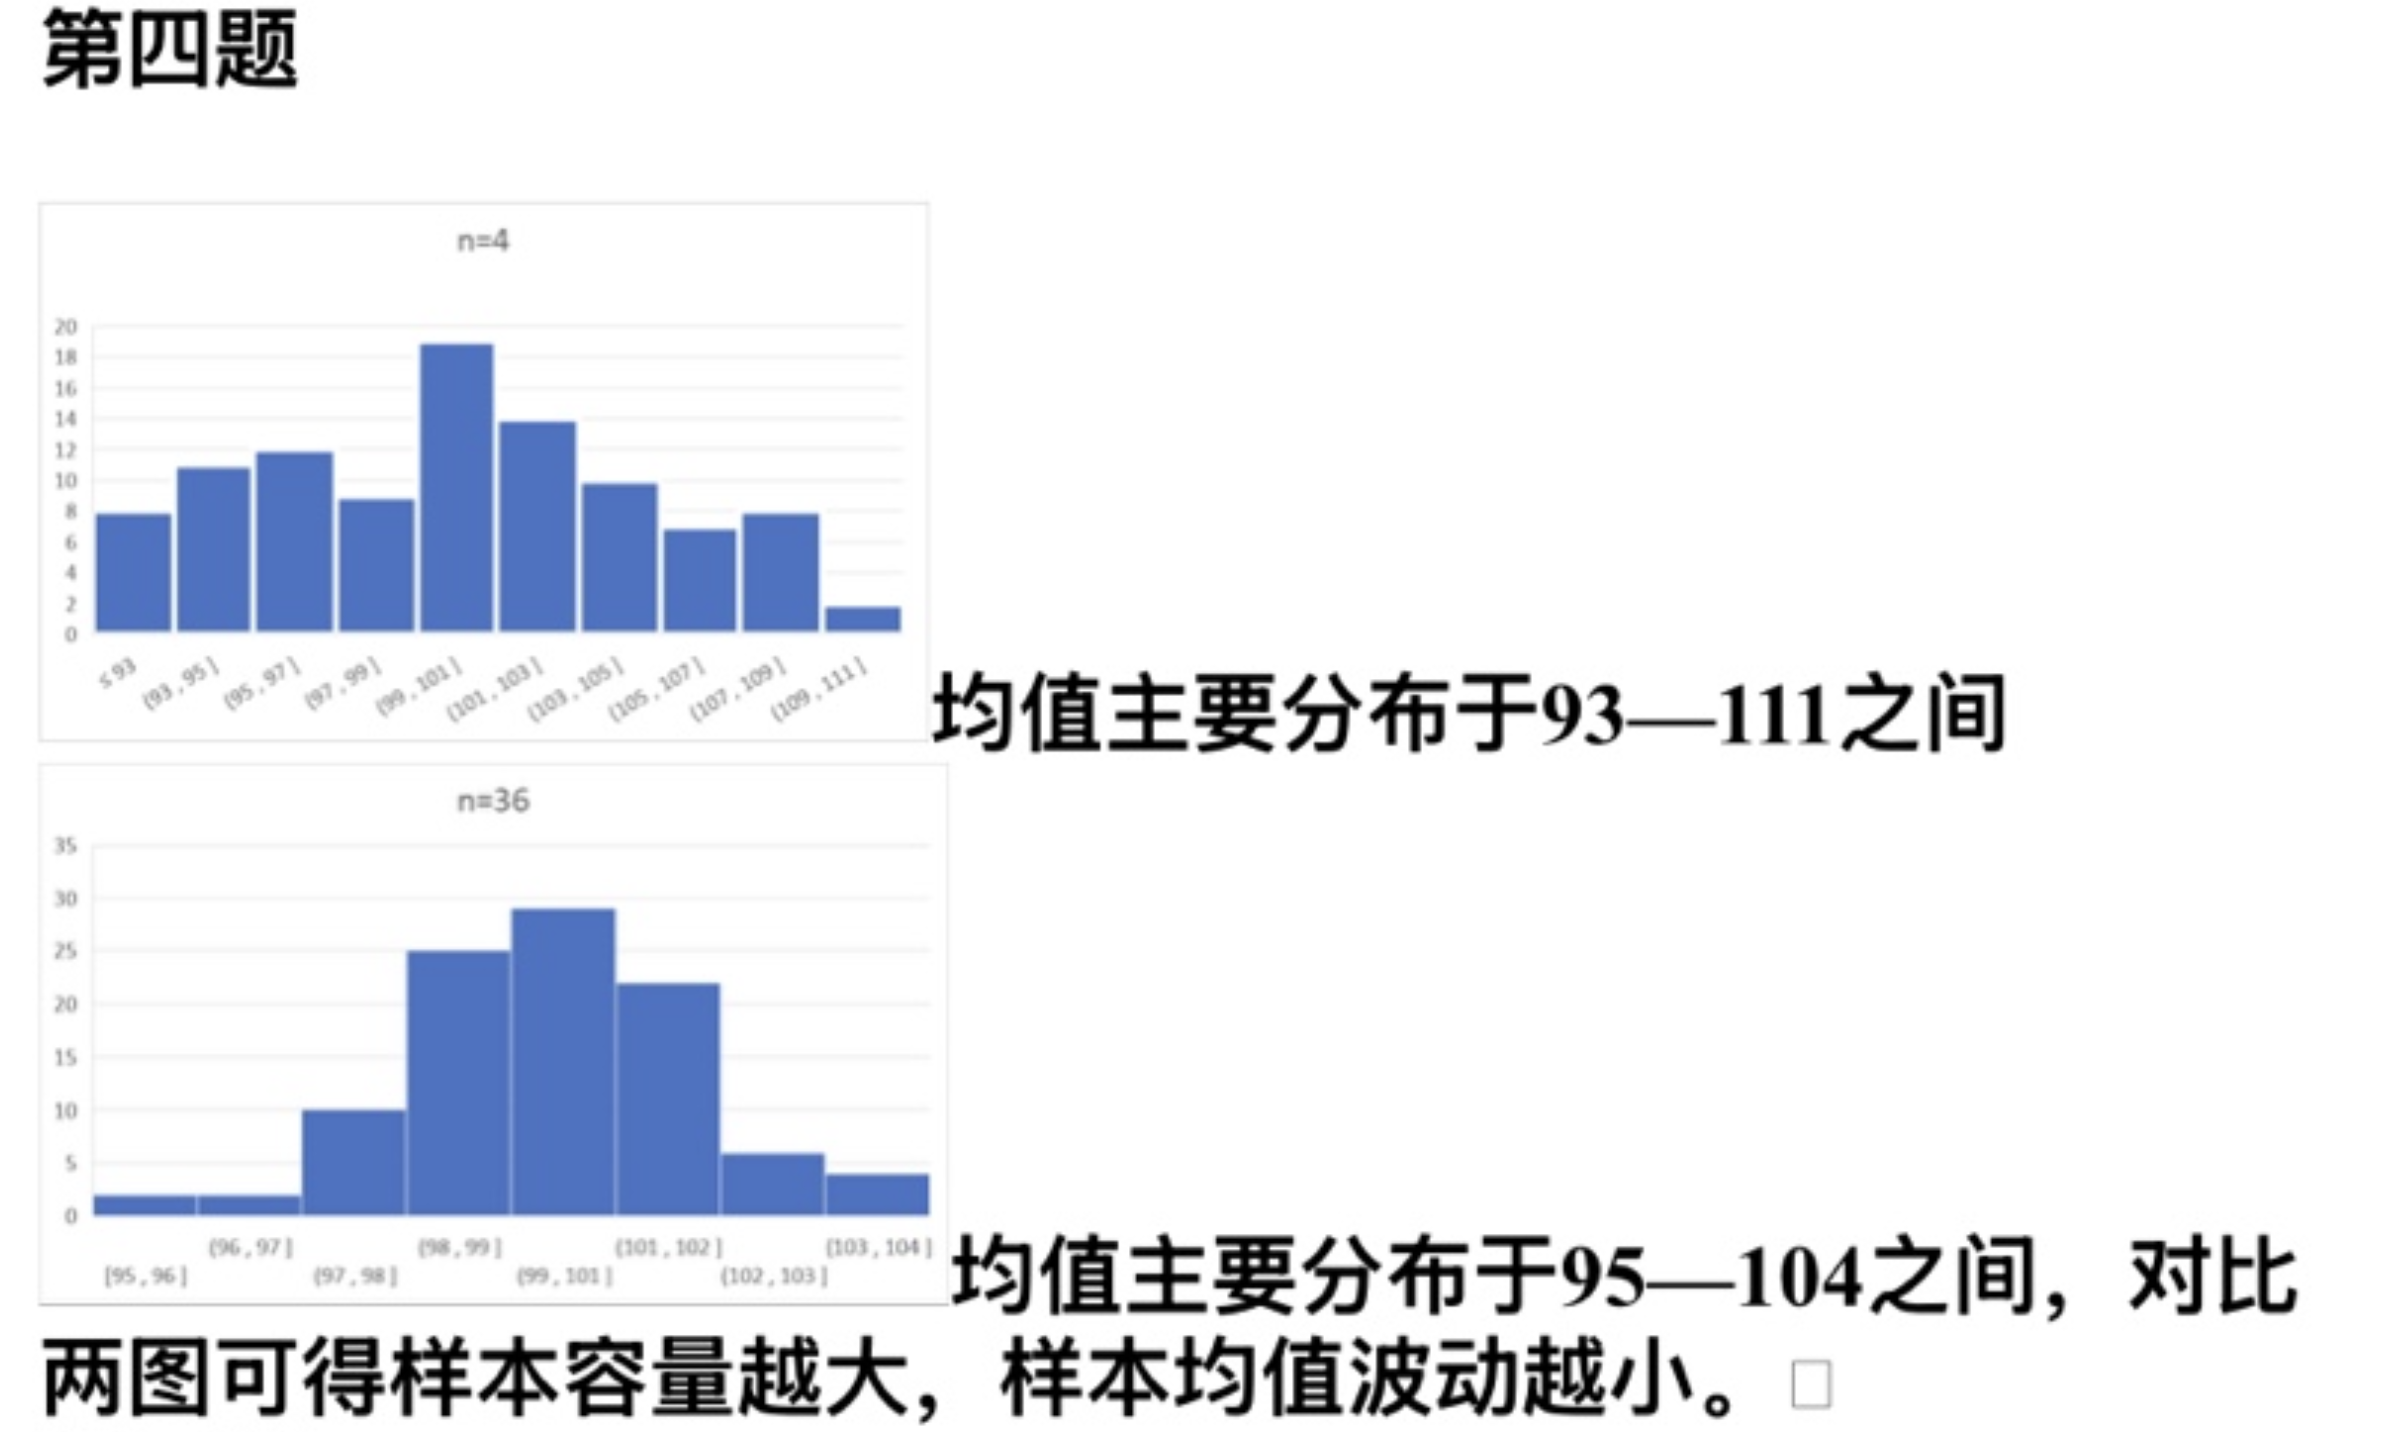 第四题
n=4
20
18
16
14
12
10
8
6
4
2
0
≤ 93
(93 , 95 ]
(95 , 97 ]
(97 , 99 ]
(99 , 101 ]
(101 , 103 ]
(103 , 105 ]
(105 , 107 ]
(107 , 109 ]
(109 , 111 ]
均值主要分布于93—111之间
n=36
35
30
25
20
15
10
5
0
[95 , 96 ]
(96 , 97 ]
(97 , 98 ]
(98 , 99 ]
(99 , 101 ]
(101 , 102 ]
(102 , 103 ]
(103 , 104 ]
均值主要分布于95—104之间，对比
两图可得样本容量越大，样本均值波动越小。